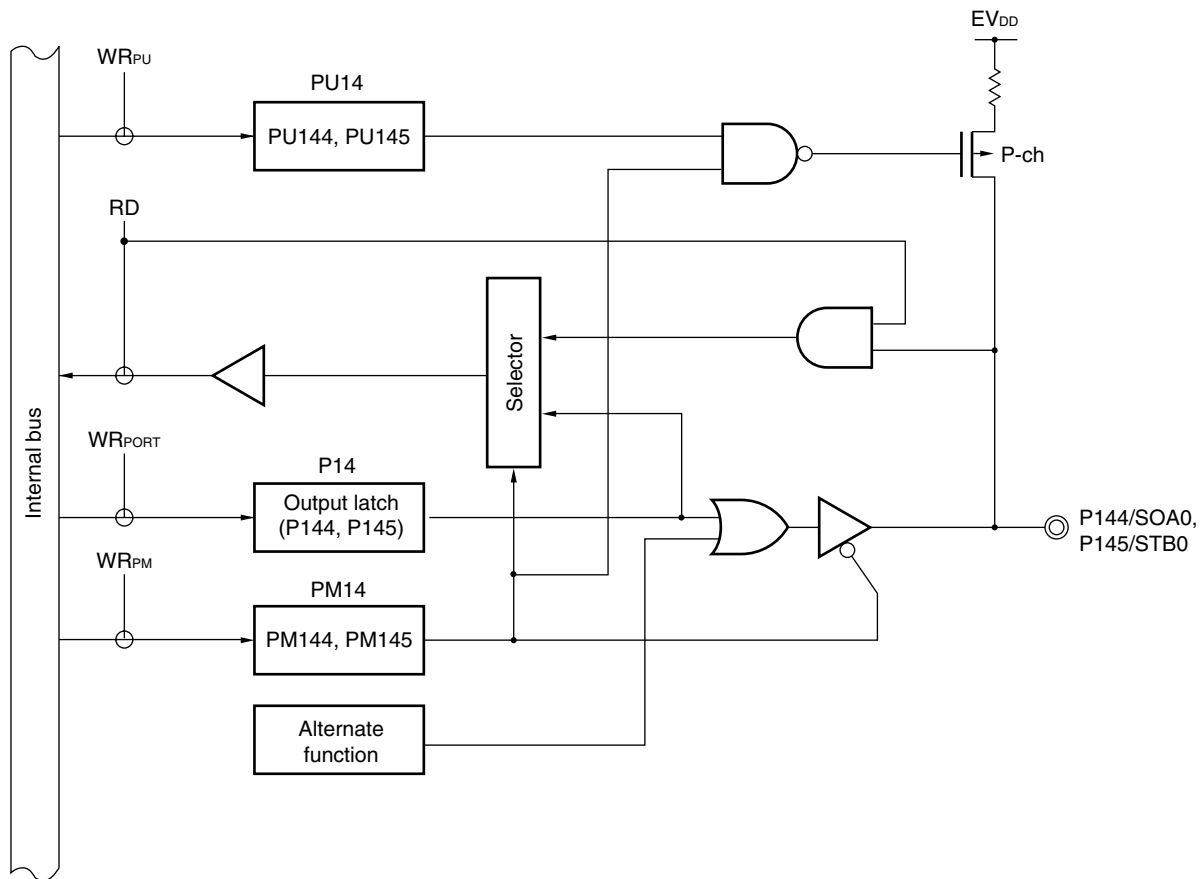 EVDD
WRPU
PU14
PU144, PU145
P-ch
RD
Selector
Internal bus
WRPORT
P14
Output latch
(P144, P145)
P144/SOA0,
P145/STB0
WRPM
PM14
PM144, PM145
Alternate
function